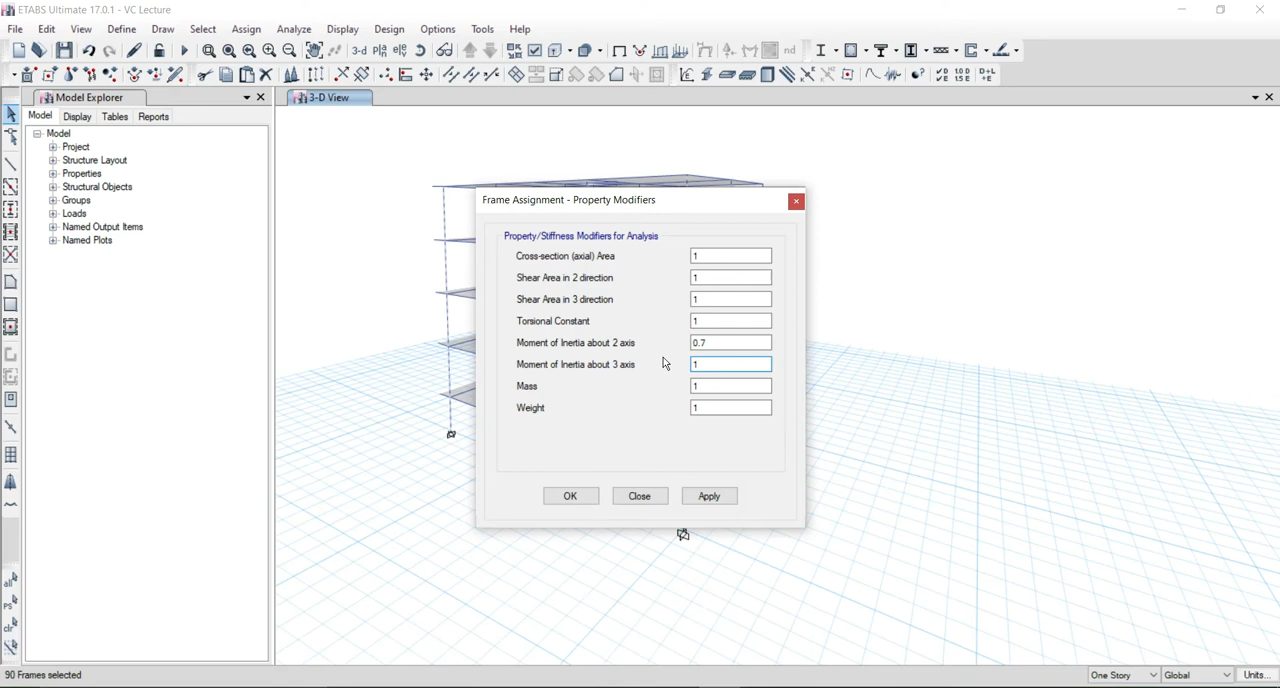 ETABS Ultimate 17.0.1 - VC Lecture
File Edit View Define Draw Select Assign Analyze Display Design Options Tools Help
3-d
nd
Model Explorer
3-D View
Model Display Tables Reports
Model
Project
Structure Layout
Properties
Structural Objects
Groups
Loads
Named Output Items
Named Plots
Frame Assignment - Property Modifiers
Property/Stiffness Modifiers for Analysis
Cross-section (axial) Area 1
Shear Area in 2 direction 1
Shear Area in 3 direction 1
Torsional Constant 1
Moment of Inertia about 2 axis 0.7
Moment of Inertia about 3 axis 1
Mass 1
Weight 1
OK Close Apply
all
PS
clr
90 Frames selected
One Story Global Units...